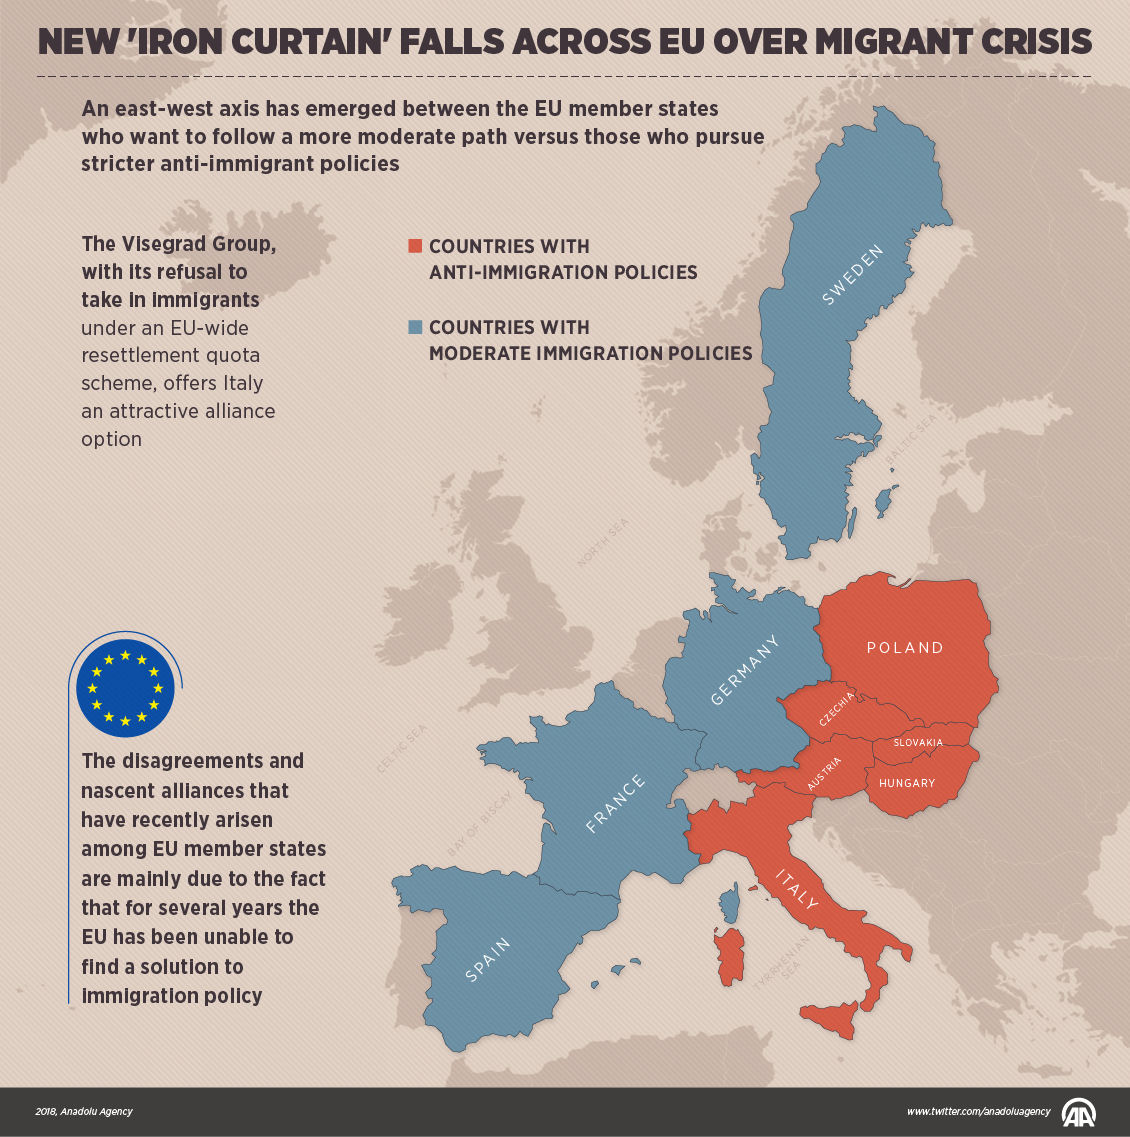 NEW 'IRON CURTAIN' FALLS ACROSS EU OVER MIGRANT CRISIS
An east-west axis has emerged between the EU member states
who want to follow a more moderate path versus those who pursue
stricter anti-immigrant policies
The Visegrad Group,
with its refusal to
take in immigrants
under an EU-wide
resettlement quota
scheme, offers Italy
an attractive alliance
option
COUNTRIES WITH
ANTI-IMMIGRATION POLICIES
COUNTRIES WITH
MODERATE IMMIGRATION POLICIES
SWEDEN
BALTIC SEA
NORTH SEA
POLAND
GERMANY
CZECHIA
SLOVAKIA
AUSTRIA
HUNGARY
CELTIC SEA
FRANCE
BAY OF BISCAY
ITALY
SPAIN
TYRRHENIAN
SEA
The disagreements and
nascent alliances that
have recently arisen
among EU member states
are mainly due to the fact
that for several years the
EU has been unable to
find a solution to
immigration policy
2018, Anadolu Agency
www.twitter.com/anadoluagency
AA